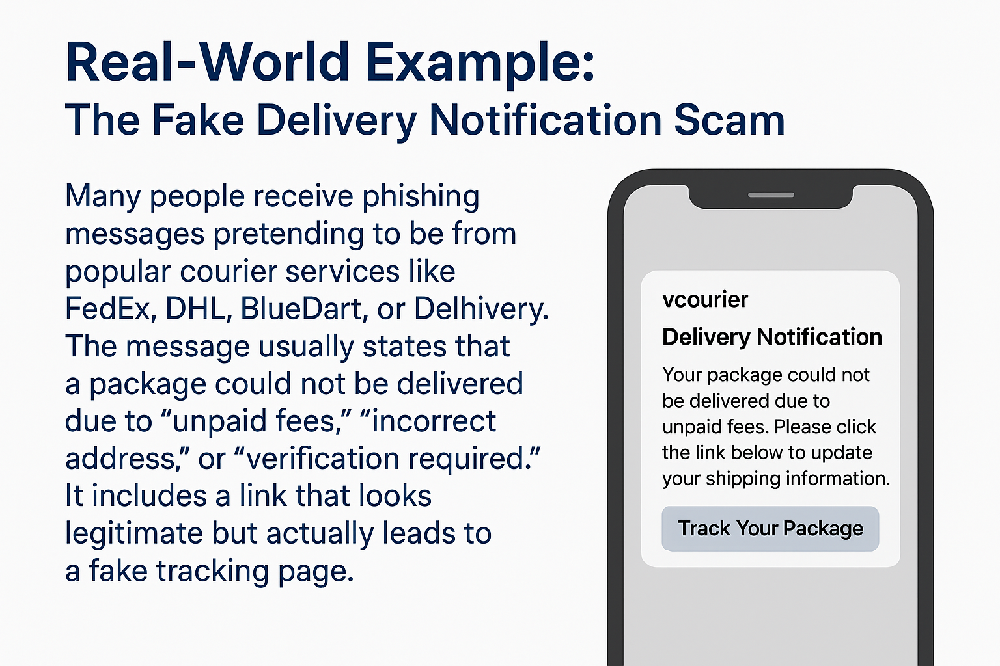 Real-World Example:
The Fake Delivery Notification Scam
Many people receive phishing
messages pretending to be from
popular courier services like
FedEx, DHL, BlueDart, or Delhivery.
The message usually states that
a package could not be delivered
due to “unpaid fees,” “incorrect
address,” or “verification required.”
It includes a link that looks
legitimate but actually leads to
a fake tracking page.
vcourier
Delivery Notification
Your package could not
be delivered due to
unpaid fees. Please click
the link below to update
your shipping information.
Track Your Package